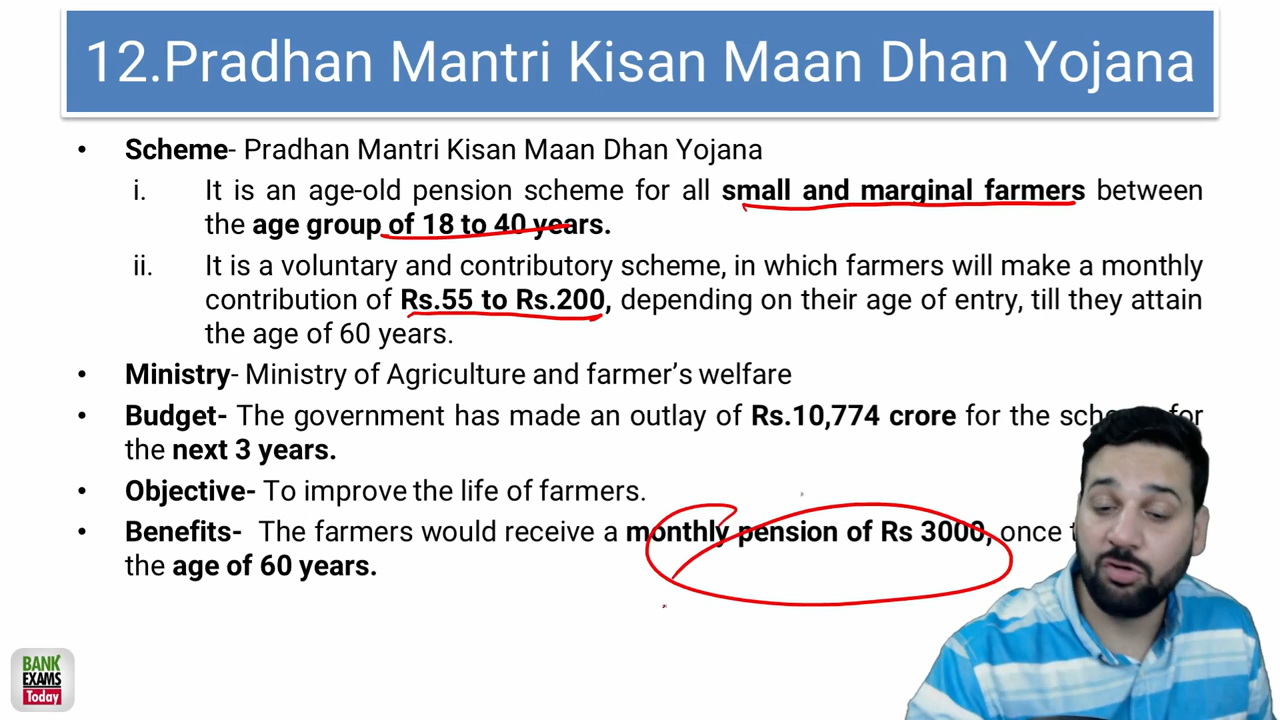 12.Pradhan Mantri Kisan Maan Dhan Yojana
• Scheme- Pradhan Mantri Kisan Maan Dhan Yojana
i. It is an age-old pension scheme for all small and marginal farmers between
the age group of 18 to 40 years.
ii. It is a voluntary and contributory scheme, in which farmers will make a monthly
contribution of Rs.55 to Rs.200, depending on their age of entry, till they attain
the age of 60 years.
• Ministry- Ministry of Agriculture and farmer's welfare
• Budget- The government has made an outlay of Rs.10,774 crore for the for
the next 3 years.
• Objective- To improve the life of farmers.
• Benefits- The farmers would receive a monthly pension of Rs 3000, once
the age of 60 years.
BANK
EXAMS
Today